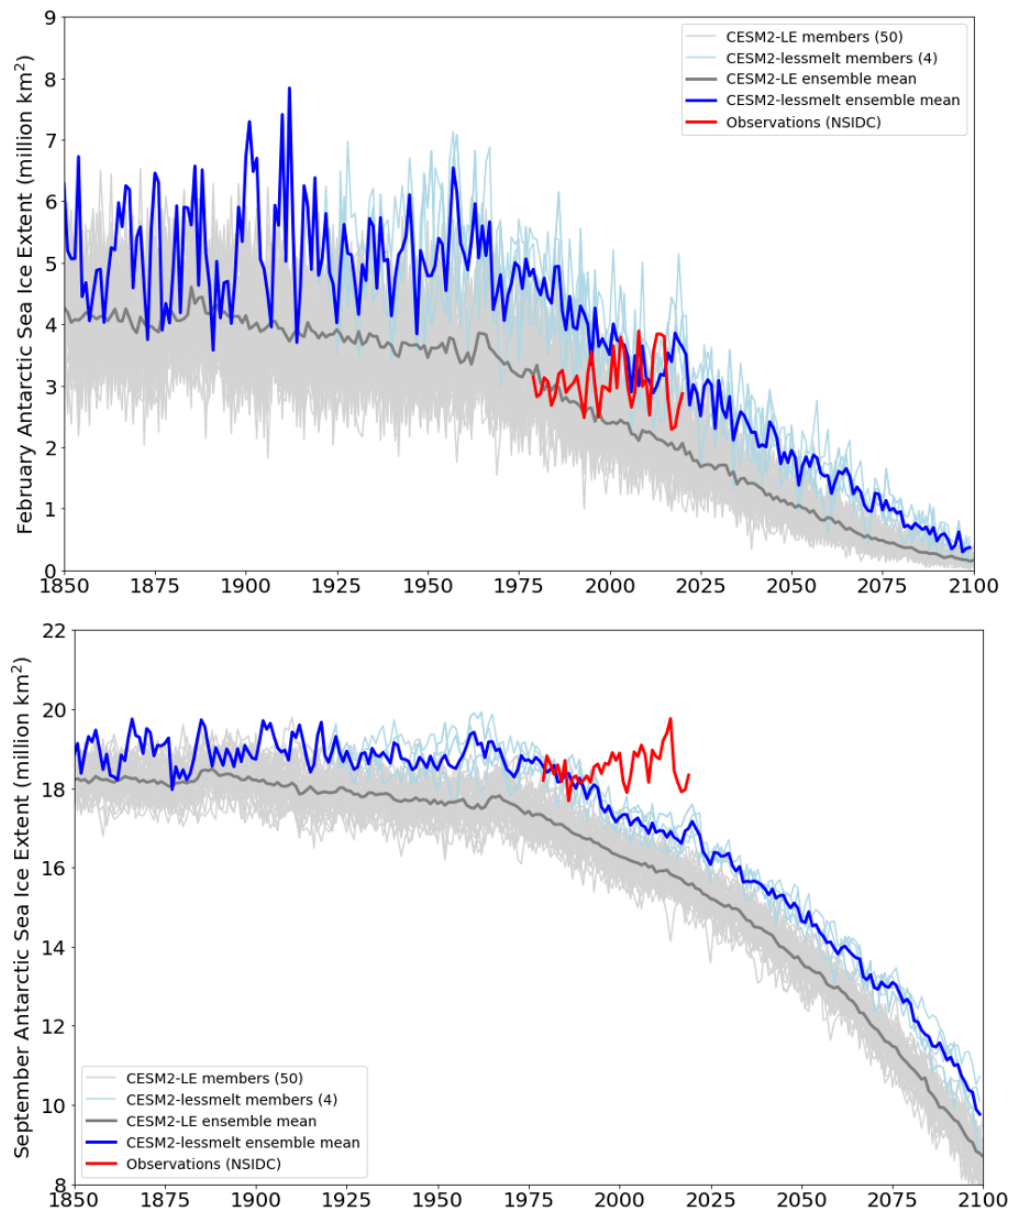 February Antarctic Sea Ice Extent (million km²)
9
8
7
6
5
4
3
2
1
0
CESM2-LE members (50)
CESM2-lessmelt members (4)
CESM2-LE ensemble mean
CESM2-lessmelt ensemble mean
Observations (NSIDC)
1850 1875 1900 1925 1950 1975 2000 2025 2050 2075 2100
September Antarctic Sea Ice Extent (million km²)
22
20
18
16
14
12
10
8
CESM2-LE members (50)
CESM2-lessmelt members (4)
CESM2-LE ensemble mean
CESM2-lessmelt ensemble mean
Observations (NSIDC)
1850 1875 1900 1925 1950 1975 2000 2025 2050 2075 2100